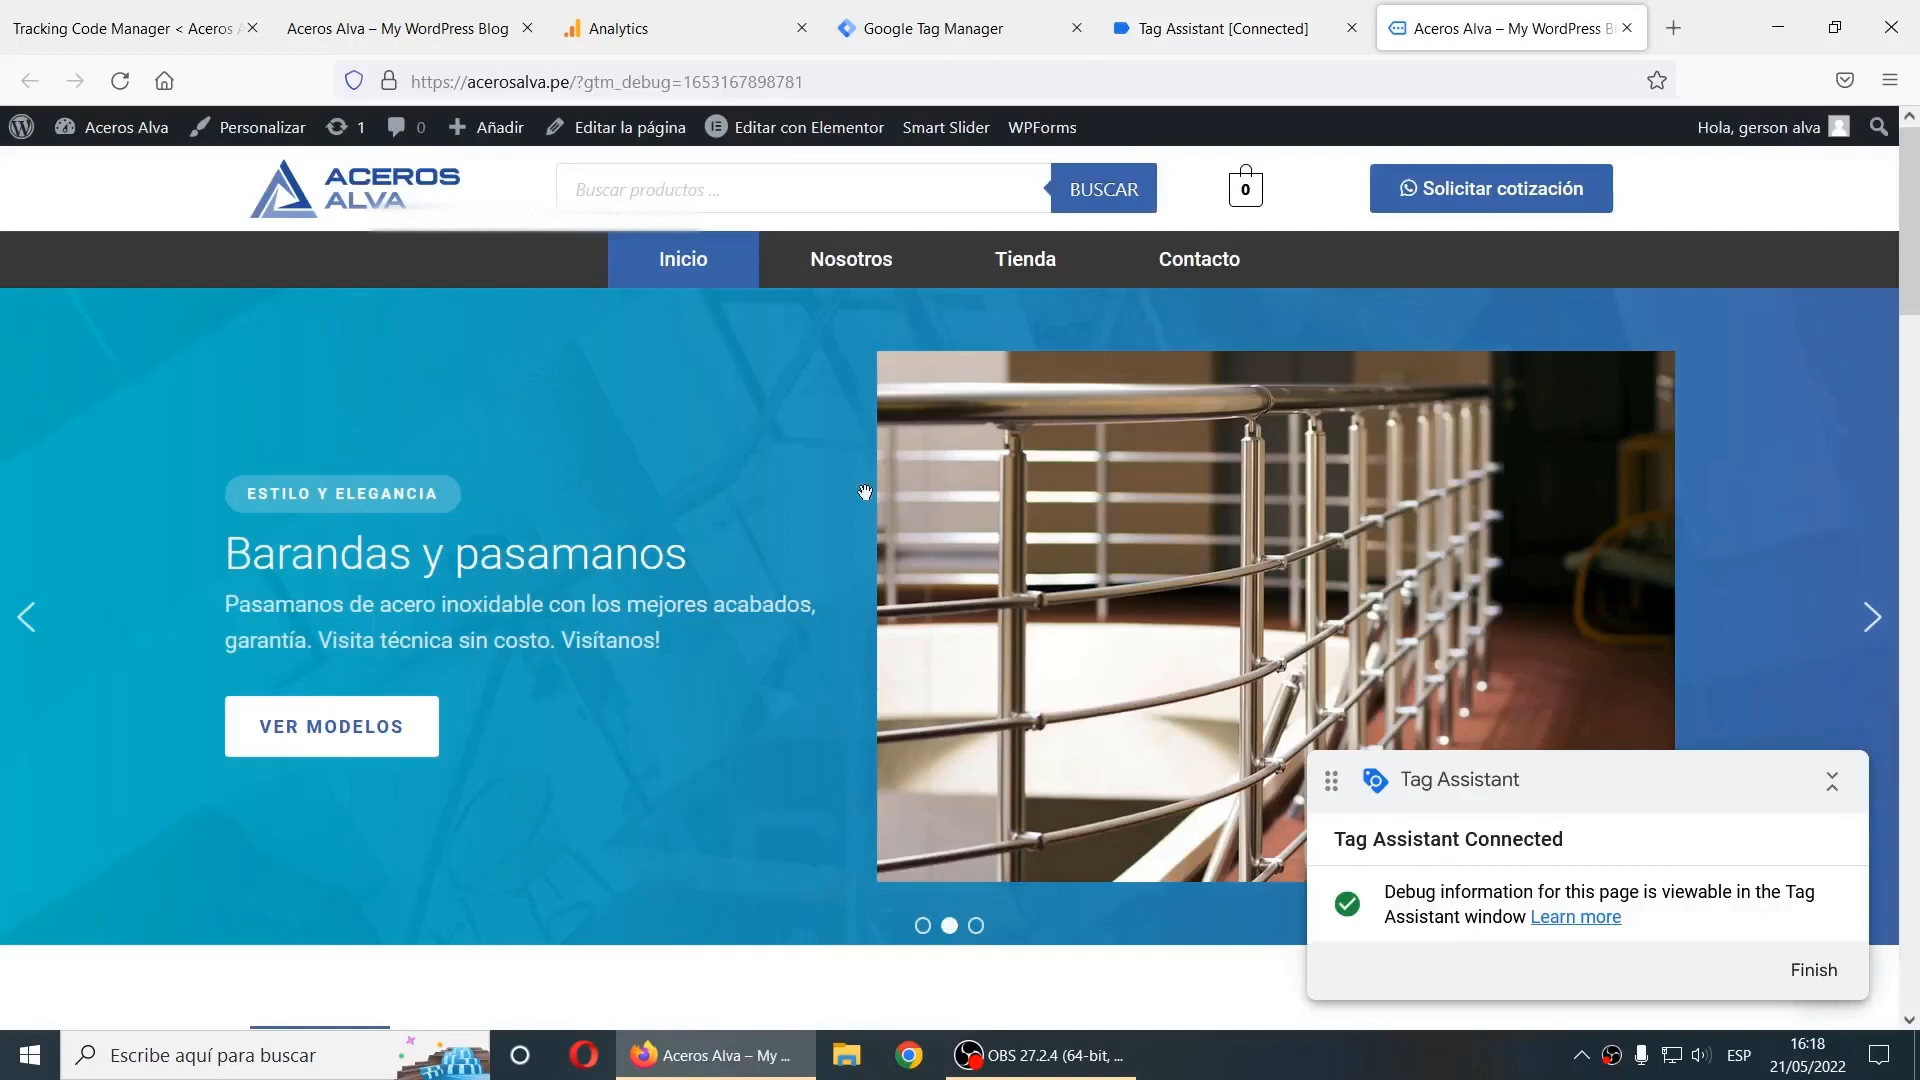 Tracking Code Manager < Aceros
Aceros Alva – My WordPress Blog
Analytics
Google Tag Manager
Tag Assistant [Connected]
Aceros Alva – My WordPress B
https://acerosalva.pe/?gtm_debug=1653167898781
Aceros Alva
Personalizar
1
0
Añadir
Editar la página
Editar con Elementor
Smart Slider
WPForms
Hola, gerson alva
ACEROS
ALVA
Buscar productos ...
BUSCAR
0
Solicitar cotización
Inicio
Nosotros
Tienda
Contacto
ESTILO Y ELEGANCIA
Barandas y pasamanos
Pasamanos de acero inoxidable con los mejores acabados,
garantía. Visita técnica sin costo. Visítanos!
VER MODELOS
Tag Assistant
Tag Assistant Connected
Debug information for this page is viewable in the Tag
Assistant window Learn more
Finish
Escribe aquí para buscar
Aceros Alva – My ...
OBS 27.2.4 (64-bit, ...
ESP
16:18
21/05/2022